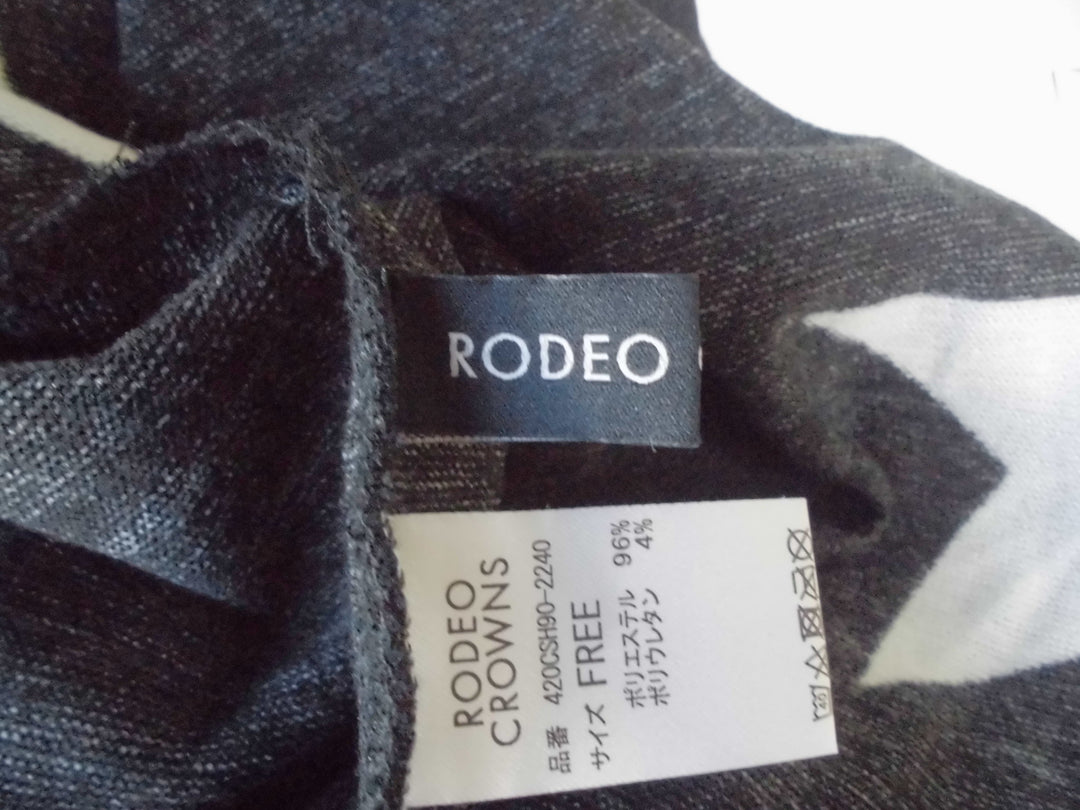 RODEO
RODEO
CROWNS
品番 420CSH90-2240
サイズ FREE
ポリエステル 96%
ポリウレタン 4%